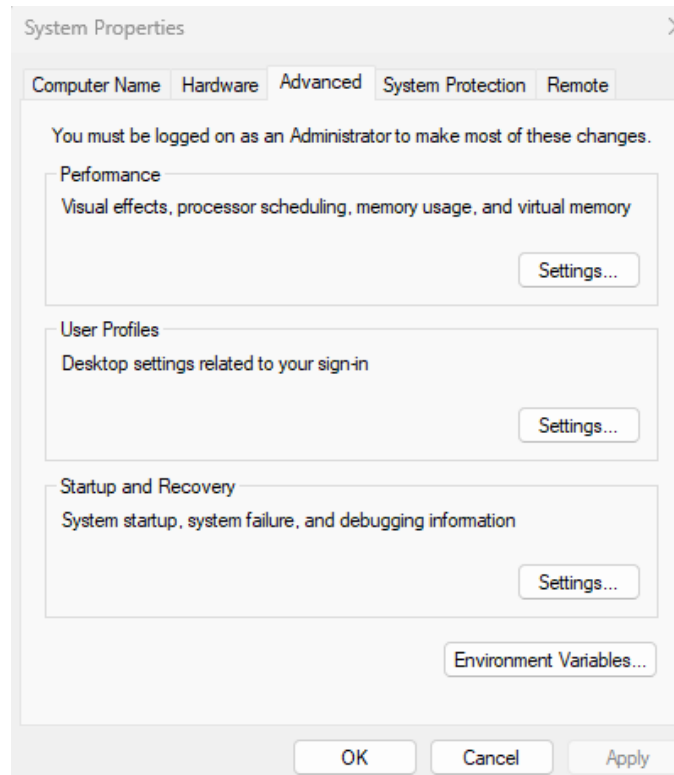 System Properties
Computer Name Hardware Advanced System Protection Remote
You must be logged on as an Administrator to make most of these changes.
Performance
Visual effects, processor scheduling, memory usage, and virtual memory
Settings...
User Profiles
Desktop settings related to your sign-in
Settings...
Startup and Recovery
System startup, system failure, and debugging information
Settings...
Environment Variables...
OK Cancel Apply